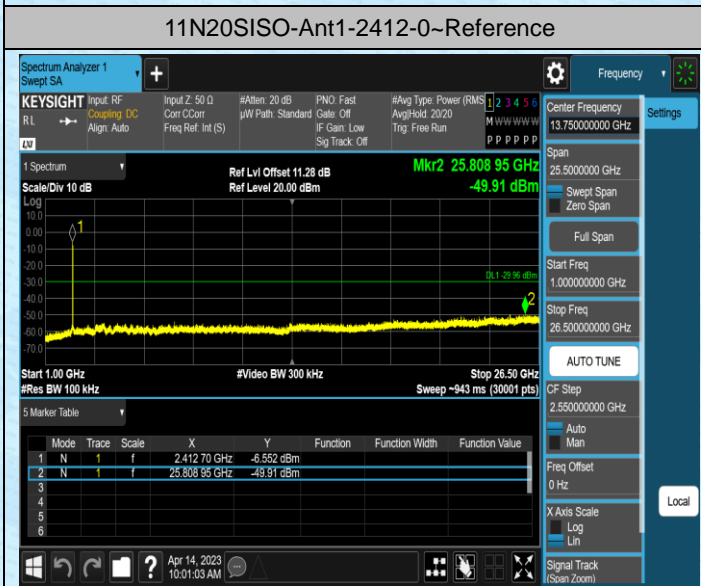 11N20SISO-Ant1-2412-0~Reference
Spectrum Analyzer 1
Swept SA
Frequency
KEYSIGHT
RL
Input: RF
Coupling: DC
Align: Auto
Input Z: 50 Ω
Corr CCorr
Freq Ref: Int (S)
#Atten: 20 dB
µW Path: Standard
PNO: Fast
Gate: Off
IF Gain: Low
Sig Track: Off
#Avg Type: Power (RMS
Avg|Hold: 20/20
Trig: Free Run
1 2 3 4 5 6
M W W W W W
P P P P P P
LXI
1 Spectrum
Scale/Div 10 dB
Log
Ref Lvl Offset 11.28 dB
Ref Level 20.00 dBm
Mkr2 25.808 95 GHz
-49.91 dBm
10.0
0.00
-10.0
-20.0
-30.0
-40.0
-50.0
-60.0
-70.0
1
2
DL1 -29.96 dBm
Start 1.00 GHz
#Video BW 300 kHz
Stop 26.50 GHz
#Res BW 100 kHz
Sweep ~943 ms (30001 pts)
5 Marker Table
Mode Trace Scale X Y Function Function Width Function Value
1 N 1 f 2.412 70 GHz -6.552 dBm
2 N 1 f 25.808 95 GHz -49.91 dBm
3
4
5
6
Center Frequency
13.750000000 GHz
Settings
Span
25.5000000 GHz
Swept Span
Zero Span
Full Span
Start Freq
1.000000000 GHz
Stop Freq
26.500000000 GHz
AUTO TUNE
CF Step
2.550000000 GHz
Auto
Man
Freq Offset
0 Hz
X Axis Scale
Log
Lin
Signal Track
(Span Zoom)
Local
?
Apr 14, 2023
10:01:03 AM